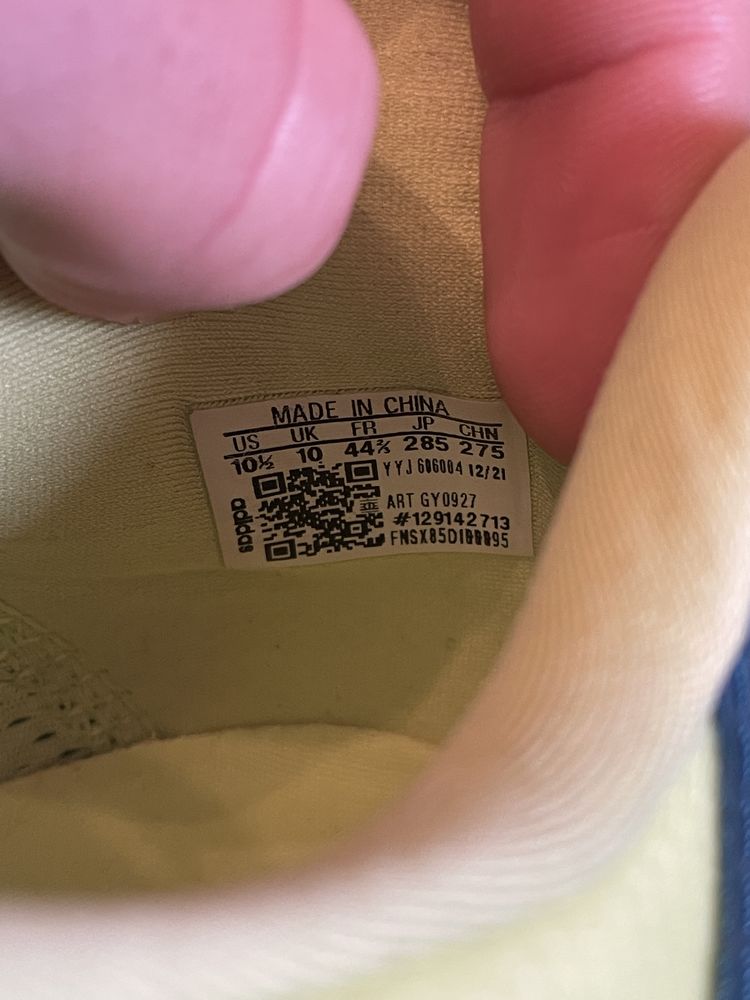 MADE IN CHINA
US UK FR JP CHN
10½ 10 44⅔ 285 275
YYJ 606004 12/21
ART GY0927
#129142713
adidas